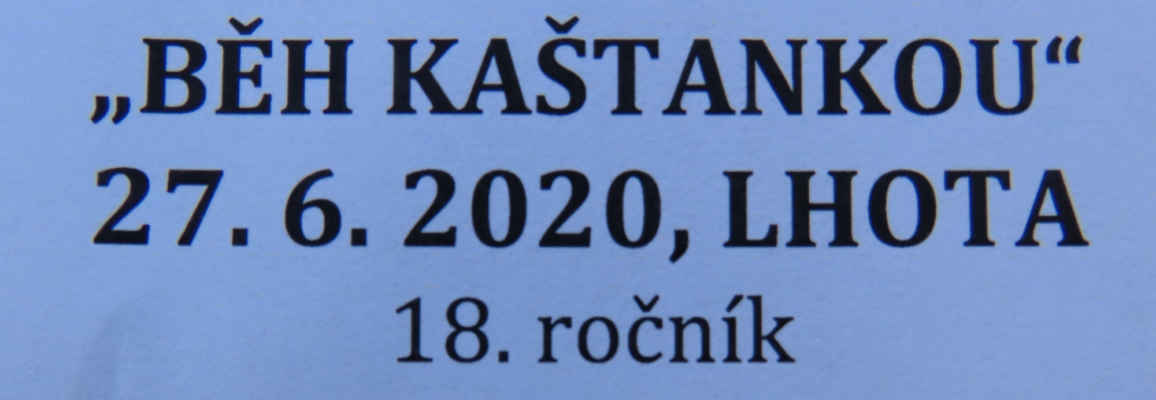 „BĚH KAŠTANKOU“
27. 6. 2020, LHOTA
18. ročník